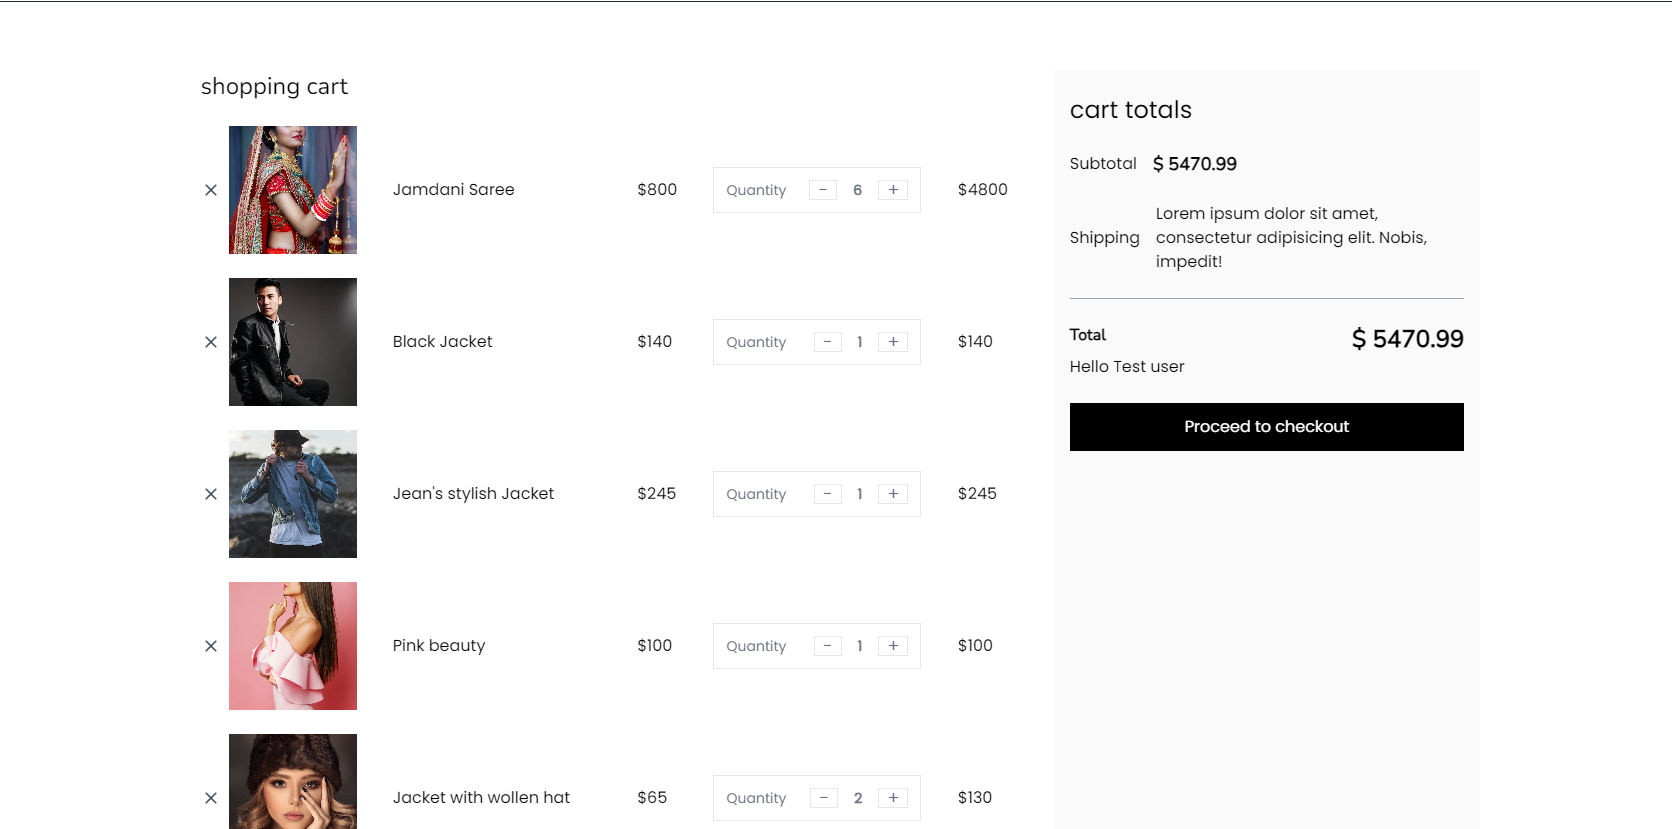 shopping cart
× Jamdani Saree $800 Quantity - 6 + $4800
× Black Jacket $140 Quantity - 1 + $140
× Jean's stylish Jacket $245 Quantity - 1 + $245
× Pink beauty $100 Quantity - 1 + $100
× Jacket with wollen hat $65 Quantity - 2 + $130
cart totals
Subtotal $ 5470.99
Shipping
Lorem ipsum dolor sit amet,
consectetur adipisicing elit. Nobis,
impedit!
Total $ 5470.99
Hello Test user
Proceed to checkout